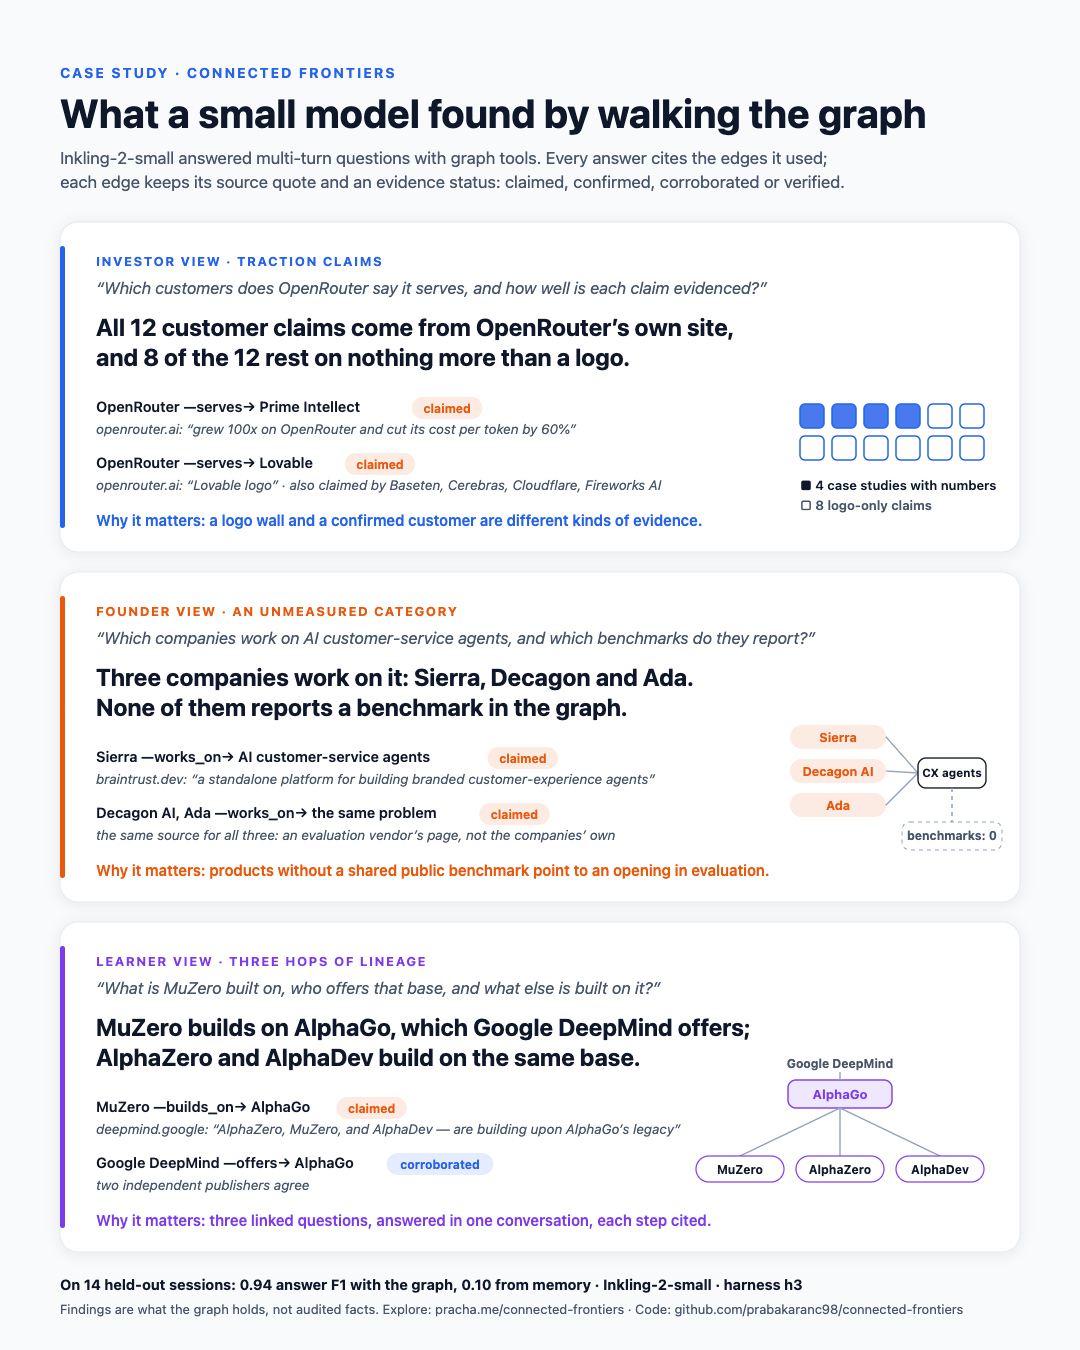 CASE STUDY · CONNECTED FRONTIERS
What a small model found by walking the graph
Inkling-2-small answered multi-turn questions with graph tools. Every answer cites the edges it used;
each edge keeps its source quote and an evidence status: claimed, confirmed, corroborated or verified.
INVESTOR VIEW · TRACTION CLAIMS
“Which customers does OpenRouter say it serves, and how well is each claim evidenced?”
All 12 customer claims come from OpenRouter’s own site,
and 8 of the 12 rest on nothing more than a logo.
OpenRouter —serves→ Prime Intellect claimed
openrouter.ai: “grew 100x on OpenRouter and cut its cost per token by 60%”
OpenRouter —serves→ Lovable claimed
openrouter.ai: “Lovable logo” · also claimed by Baseten, Cerebras, Cloudflare, Fireworks AI
Why it matters: a logo wall and a confirmed customer are different kinds of evidence.
4 case studies with numbers
8 logo-only claims
FOUNDER VIEW · AN UNMEASURED CATEGORY
“Which companies work on AI customer-service agents, and which benchmarks do they report?”
Three companies work on it: Sierra, Decagon and Ada.
None of them reports a benchmark in the graph.
Sierra —works_on→ AI customer-service agents claimed
braintrust.dev: “a standalone platform for building branded customer-experience agents”
Decagon AI, Ada —works_on→ the same problem claimed
the same source for all three: an evaluation vendor’s page, not the companies’ own
Why it matters: products without a shared public benchmark point to an opening in evaluation.
Sierra
Decagon AI
Ada
CX agents
benchmarks: 0
LEARNER VIEW · THREE HOPS OF LINEAGE
“What is MuZero built on, who offers that base, and what else is built on it?”
MuZero builds on AlphaGo, which Google DeepMind offers;
AlphaZero and AlphaDev build on the same base.
MuZero —builds_on→ AlphaGo claimed
deepmind.google: “AlphaZero, MuZero, and AlphaDev — are building upon AlphaGo’s legacy”
Google DeepMind —offers→ AlphaGo corroborated
two independent publishers agree
Why it matters: three linked questions, answered in one conversation, each step cited.
Google DeepMind
AlphaGo
MuZero AlphaZero AlphaDev
On 14 held-out sessions: 0.94 answer F1 with the graph, 0.10 from memory · Inkling-2-small · harness h3
Findings are what the graph holds, not audited facts. Explore: pracha.me/connected-frontiers · Code: github.com/prabakaranc98/connected-frontiers